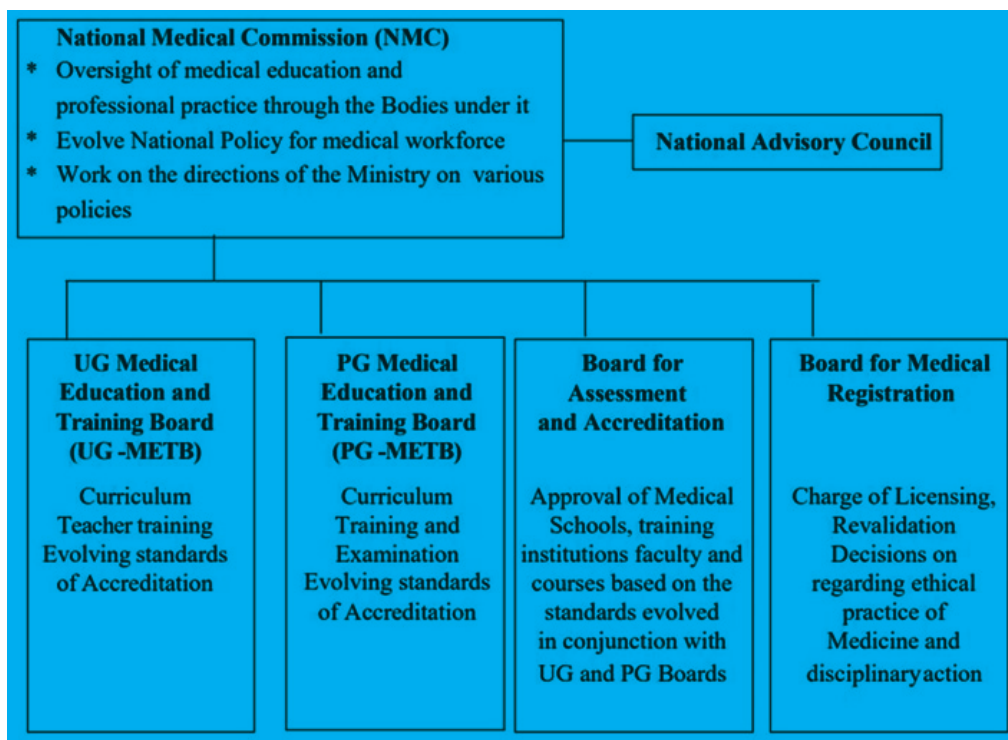 National Medical Commission (NMC)
* Oversight of medical education and
professional practice through the Bodies under it
* Evolve National Policy for medical workforce
* Work on the directions of the Ministry on various
policies
National Advisory Council
UG Medical
Education and
Training Board
(UG -METB)
Curriculum
Teacher training
Evolving standards
of Accreditation
PG Medical
Education and
Training Board
(PG -METB)
Curriculum
Training and
Examination
Evolving standards
of Accreditation
Board for
Assessment
and Accreditation
Approval of Medical
Schools, training
institutions faculty and
courses based on the
standards evolved
in conjunction with
UG and PG Boards
Board for Medical
Registration
Charge of Licensing,
Revalidation
Decisions on
regarding ethical
practice of
Medicine and
disciplinary action